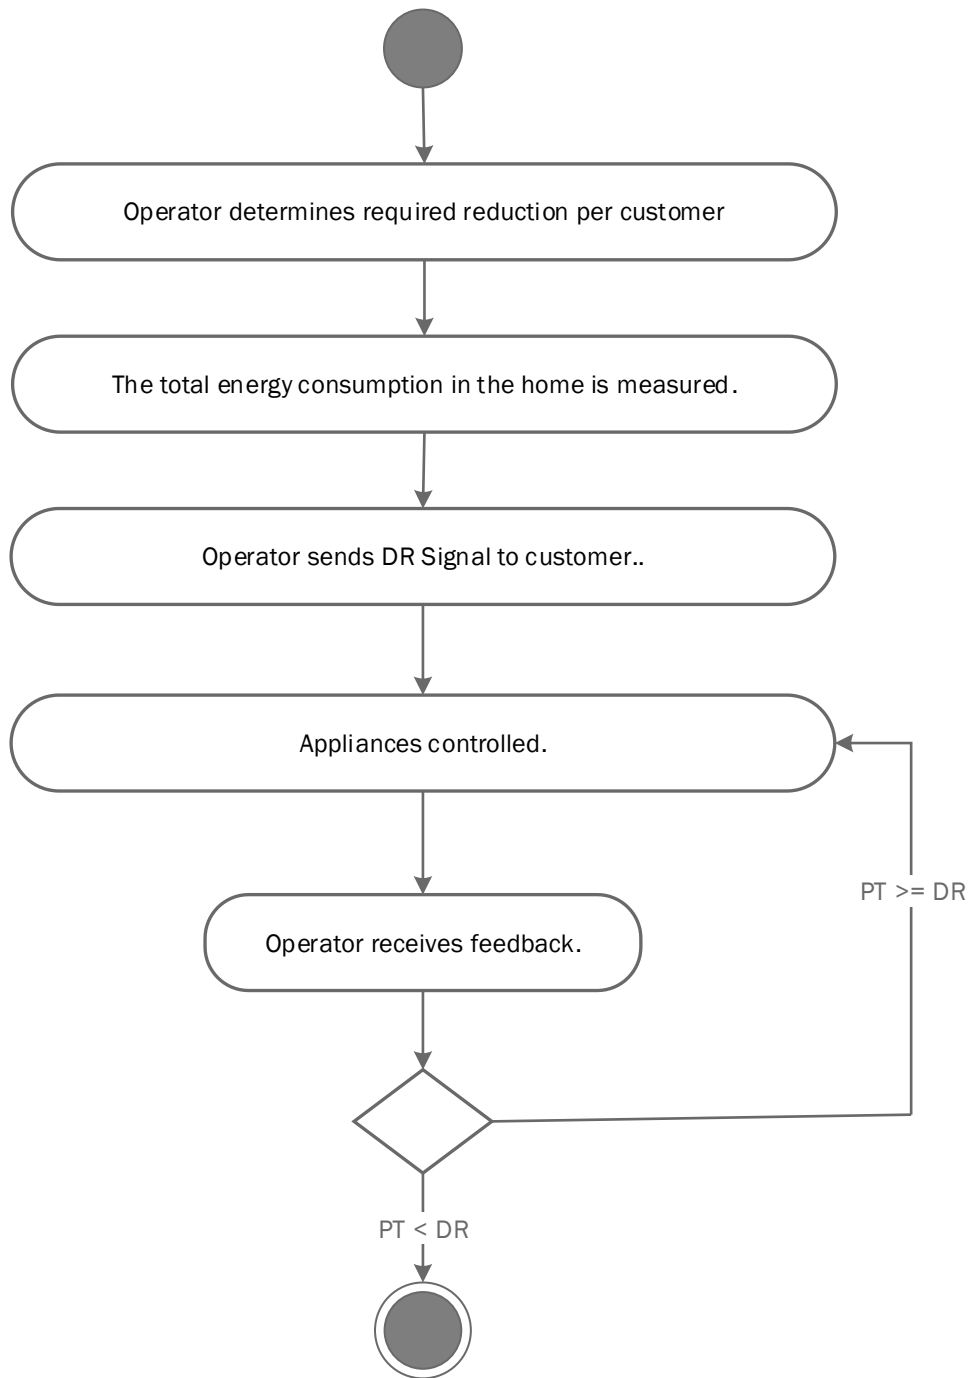 Operator determines required reduction per customer
The total energy consumption in the home is measured.
Operator sends DR Signal to customer..
Appliances controlled.
PT >= DR
Operator receives feedback.
PT < DR